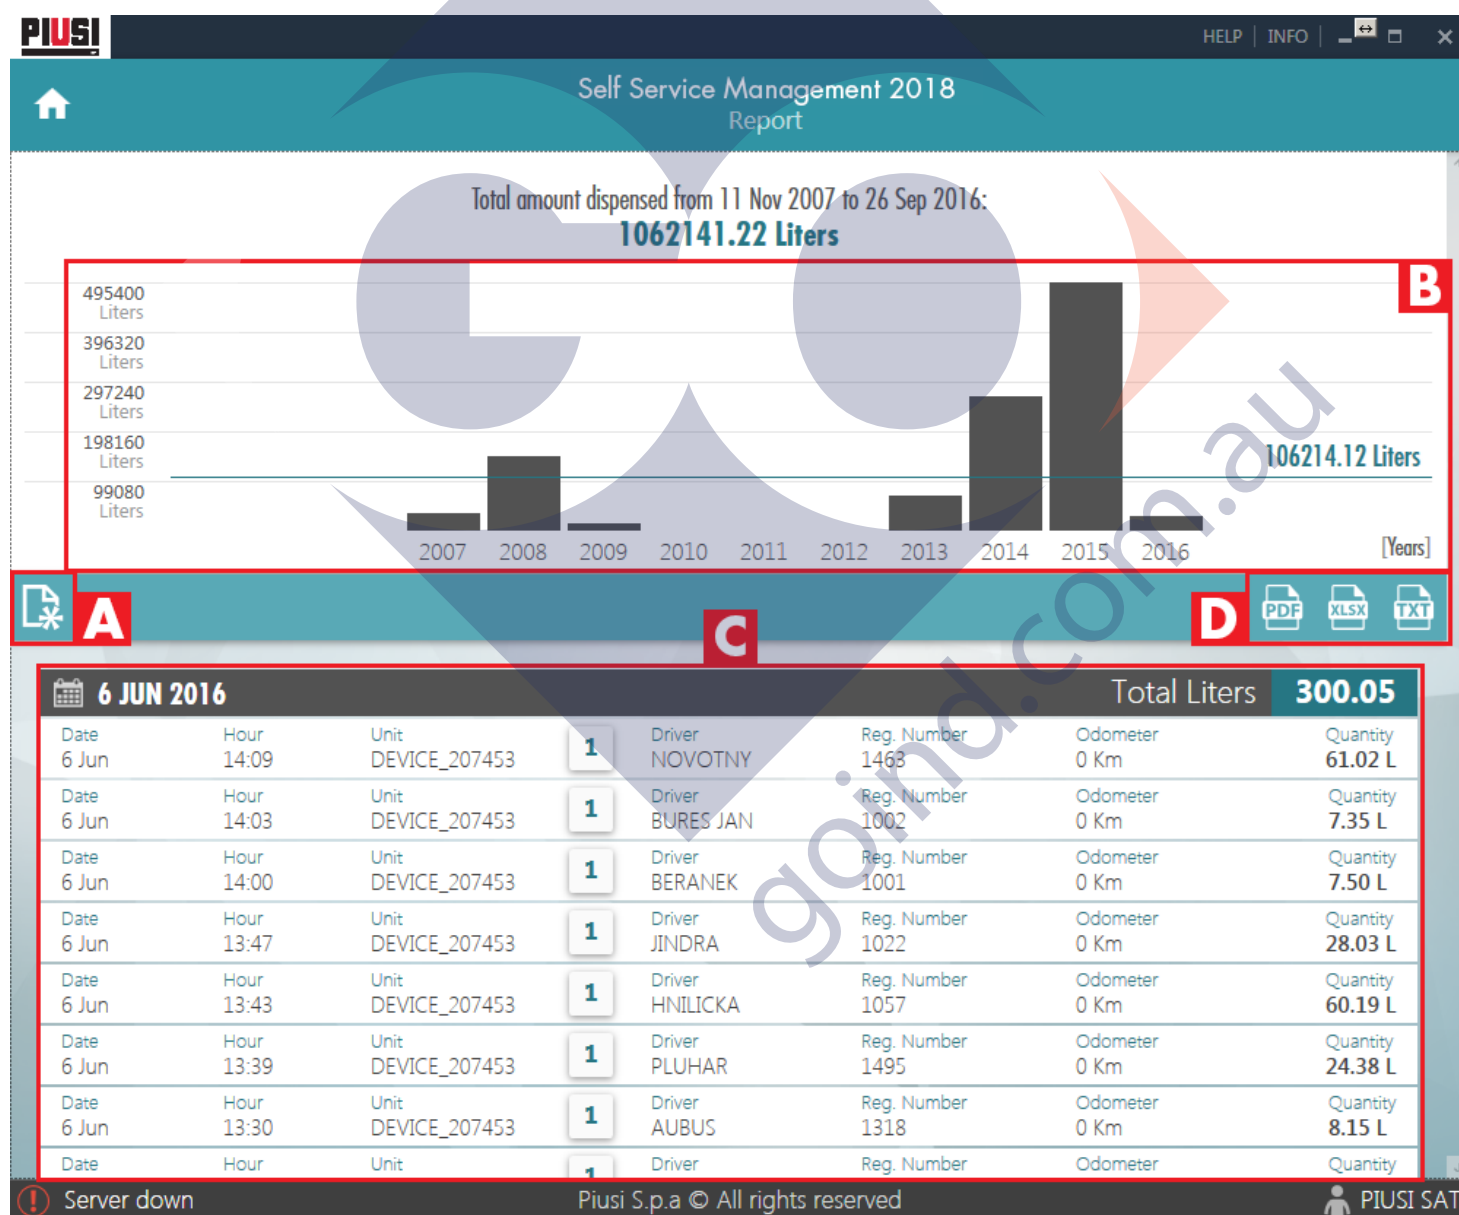 PIUSI
HELP | INFO
Self Service Management 2018
Report
Total amount dispensed from 11 Nov 2007 to 26 Sep 2016:
1062141.22 Liters
B
495400
Liters
396320
Liters
297240
Liters
198160
Liters
106214.12 Liters
99080
Liters
2007 2008 2009 2010 2011 2012 2013 2014 2015 2016 [Years]
A
C
D
PDF XLSX TXT
6 JUN 2016 Total Liters 300.05
Date Hour Unit Driver Reg. Number Odometer Quantity
6 Jun 14:09 DEVICE_207453 1 NOVOTNY 1463 0 Km 61.02 L
Date Hour Unit Driver Reg. Number Odometer Quantity
6 Jun 14:03 DEVICE_207453 1 BURES JAN 1002 0 Km 7.35 L
Date Hour Unit Driver Reg. Number Odometer Quantity
6 Jun 14:00 DEVICE_207453 1 BERANEK 1001 0 Km 7.50 L
Date Hour Unit Driver Reg. Number Odometer Quantity
6 Jun 13:47 DEVICE_207453 1 JINDRA 1022 0 Km 28.03 L
Date Hour Unit Driver Reg. Number Odometer Quantity
6 Jun 13:43 DEVICE_207453 1 HNILICKA 1057 0 Km 60.19 L
Date Hour Unit Driver Reg. Number Odometer Quantity
6 Jun 13:39 DEVICE_207453 1 PLUHAR 1495 0 Km 24.38 L
Date Hour Unit Driver Reg. Number Odometer Quantity
6 Jun 13:30 DEVICE_207453 1 AUBUS 1318 0 Km 8.15 L
Date Hour Unit 1 Driver Reg. Number Odometer Quantity
Server down Piusi S.p.a © All rights reserved PIUSI SAT
goind.com.au